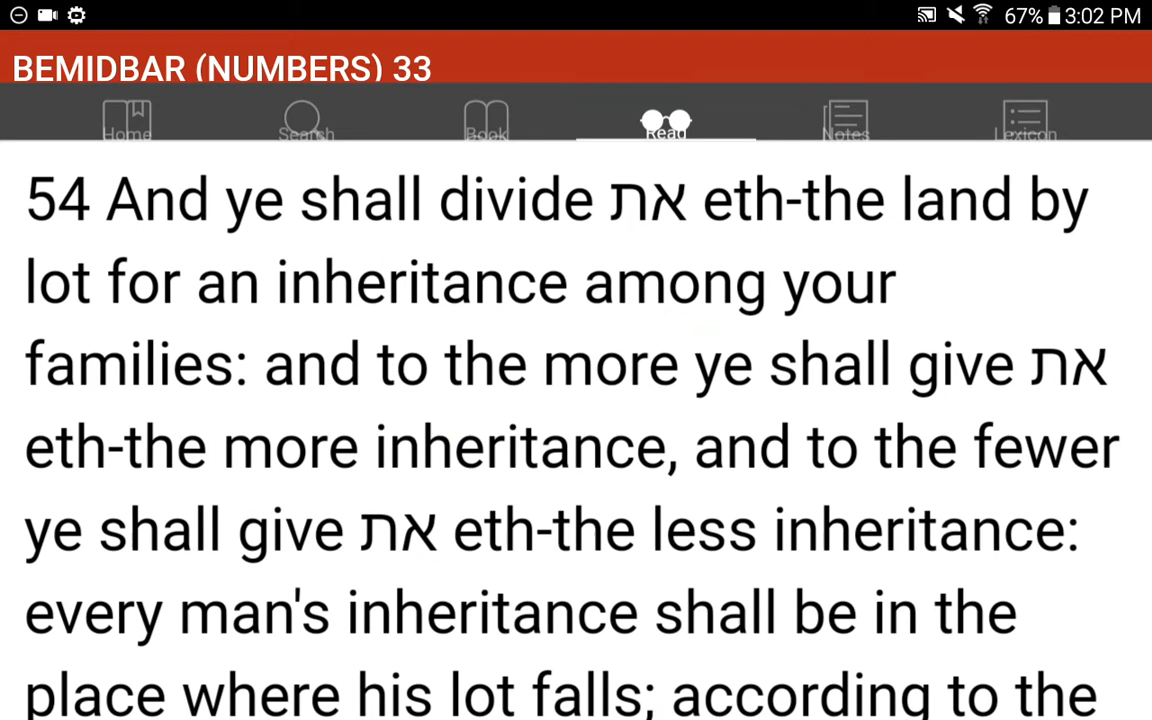 67% 3:02 PM
BEMIDBAR (NUMBERS) 33
Home Search Book Read Notes Lexicon
54 And ye shall divide את eth-the land by
lot for an inheritance among your
families: and to the more ye shall give את
eth-the more inheritance, and to the fewer
ye shall give את eth-the less inheritance:
every man's inheritance shall be in the
place where his lot falls; according to the